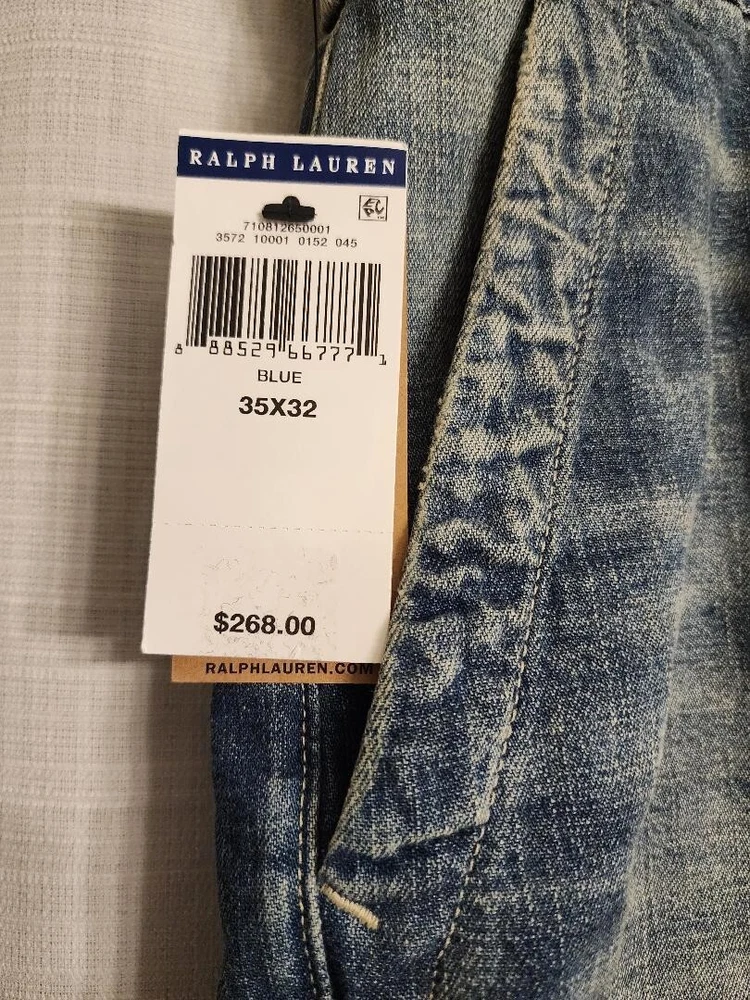 RALPH LAUREN
710812650001
3572 10001 0152 045
8 88529 66777 1
BLUE
35X32
$268.00
RALPHLAUREN.COM